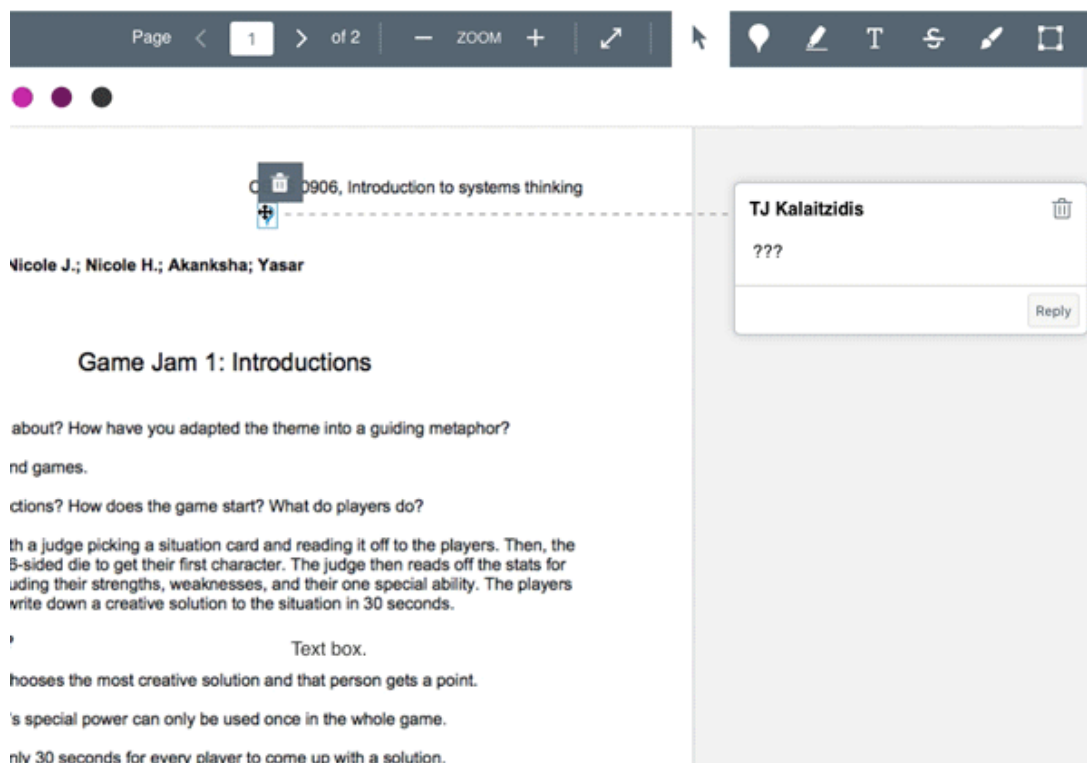 Page 1 of 2 ZOOM T S
0906, Introduction to systems thinking
TJ Kalaitzidis
???
Reply
Nicole J.; Nicole H.; Akanksha; Yasar
Game Jam 1: Introductions
about? How have you adapted the theme into a guiding metaphor?
nd games.
ctions? How does the game start? What do players do?
th a judge picking a situation card and reading it off to the players. Then, the
6-sided die to get their first character. The judge then reads off the stats for
uding their strengths, weaknesses, and their one special ability. The players
write down a creative solution to the situation in 30 seconds.
Text box.
hooses the most creative solution and that person gets a point.
's special power can only be used once in the whole game.
nly 30 seconds for every player to come up with a solution.